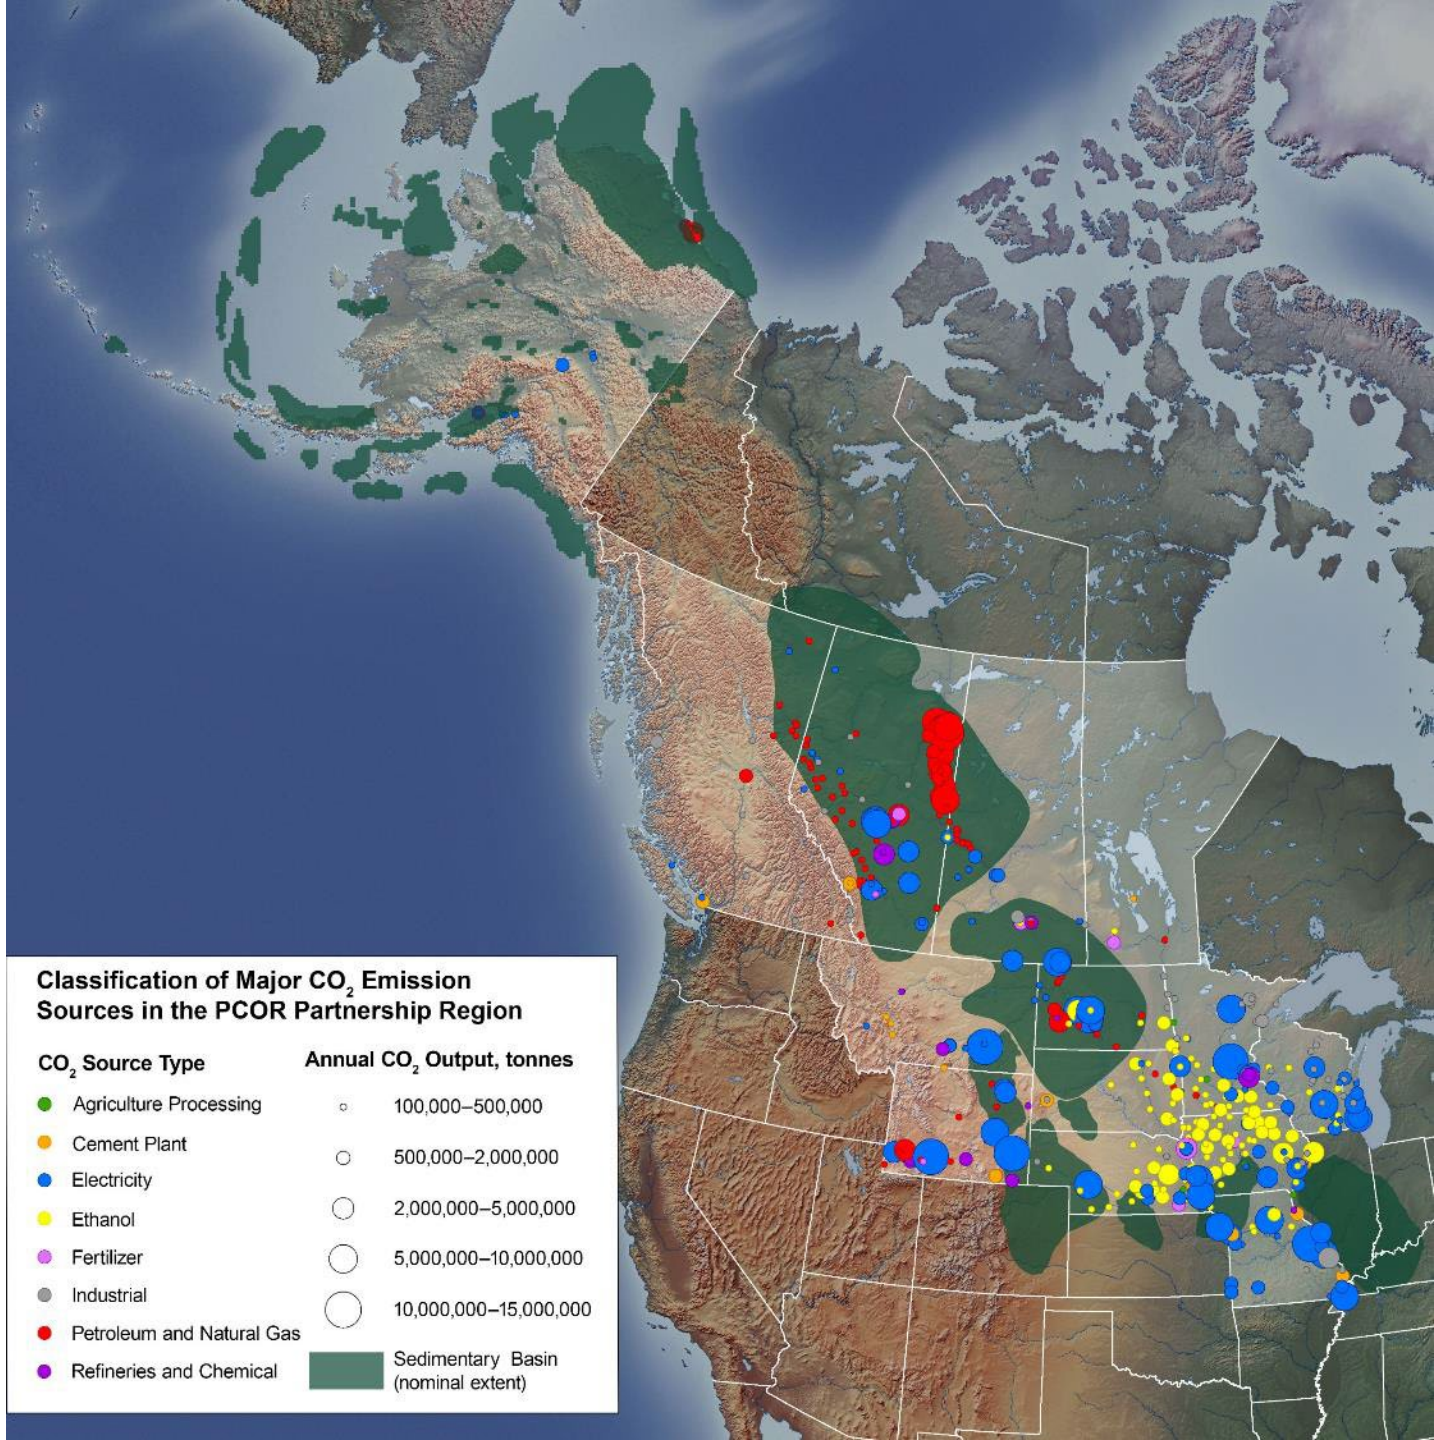 Classification of Major CO2 Emission
Sources in the PCOR Partnership Region
CO2 Source Type
Agriculture Processing
Cement Plant
Electricity
Ethanol
Fertilizer
Industrial
Petroleum and Natural Gas
Refineries and Chemical
Annual CO2 Output, tonnes
100,000–500,000
500,000–2,000,000
2,000,000–5,000,000
5,000,000–10,000,000
10,000,000–15,000,000
Sedimentary Basin
(nominal extent)